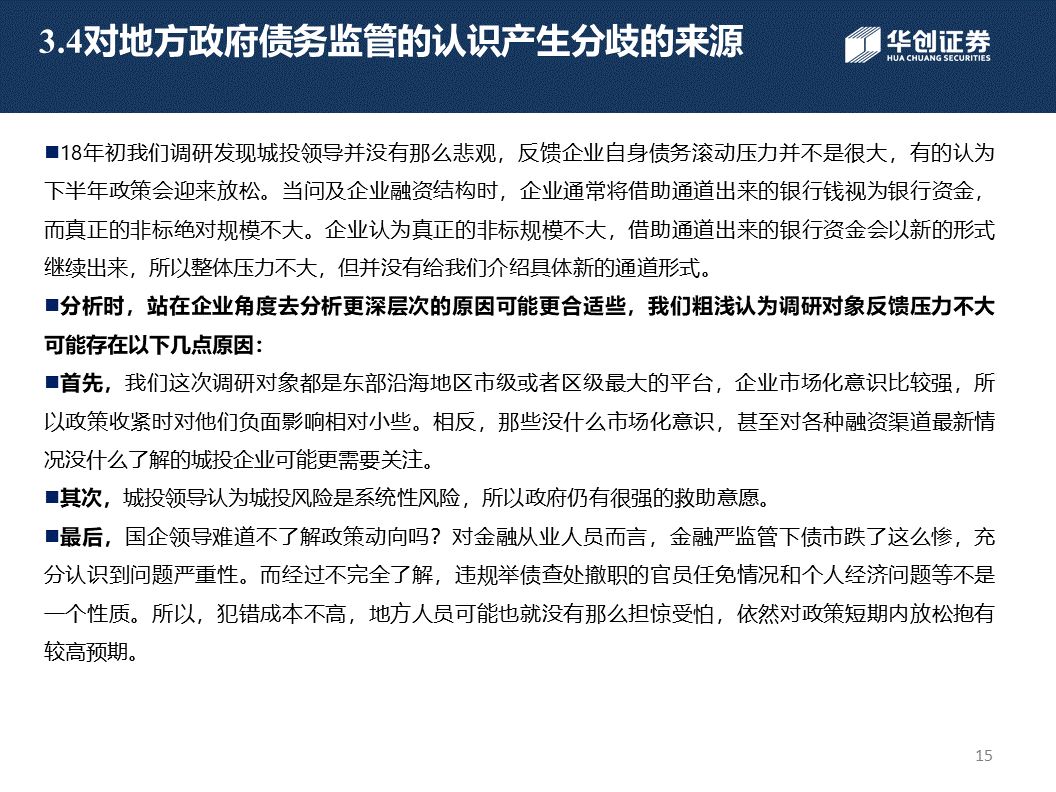 3.4对地方政府债务监管的认识产生分歧的来源
华创证券
HUA CHUANG SECURITIES
■18年初我们调研发现城投领导并没有那么悲观，反馈企业自身债务滚动压力并不是很大，有的认为
下半年政策会迎来放松。当问及企业融资结构时，企业通常将借助通道出来的银行钱视为银行资金，
而真正的非标绝对规模不大。企业认为真正的非标规模不大，借助通道出来的银行资金会以新的形式
继续出来，所以整体压力不大，但并没有给我们介绍具体新的通道形式。
■分析时，站在企业角度去分析更深层次的原因可能更合适些，我们粗浅认为调研对象反馈压力不大
可能存在以下几点原因：
■首先，我们这次调研对象都是东部沿海地区市级或者区级最大的平台，企业市场化意识比较强，所
以政策收紧时对他们负面影响相对小些。相反，那些没什么市场化意识，甚至对各种融资渠道最新情
况没什么了解的城投企业可能更需要关注。
■其次，城投领导认为城投风险是系统性风险，所以政府仍有很强的救助意愿。
■最后，国企领导难道不了解政策动向吗？对金融从业人员而言，金融严监管下债市跌了这么惨，充
分认识到问题严重性。而经过不完全了解，违规举债查处撤职的官员任免情况和个人经济问题等不是
一个性质。所以，犯错成本不高，地方人员可能也就没有那么担惊受怕，依然对政策短期内放松抱有
较高预期。
15